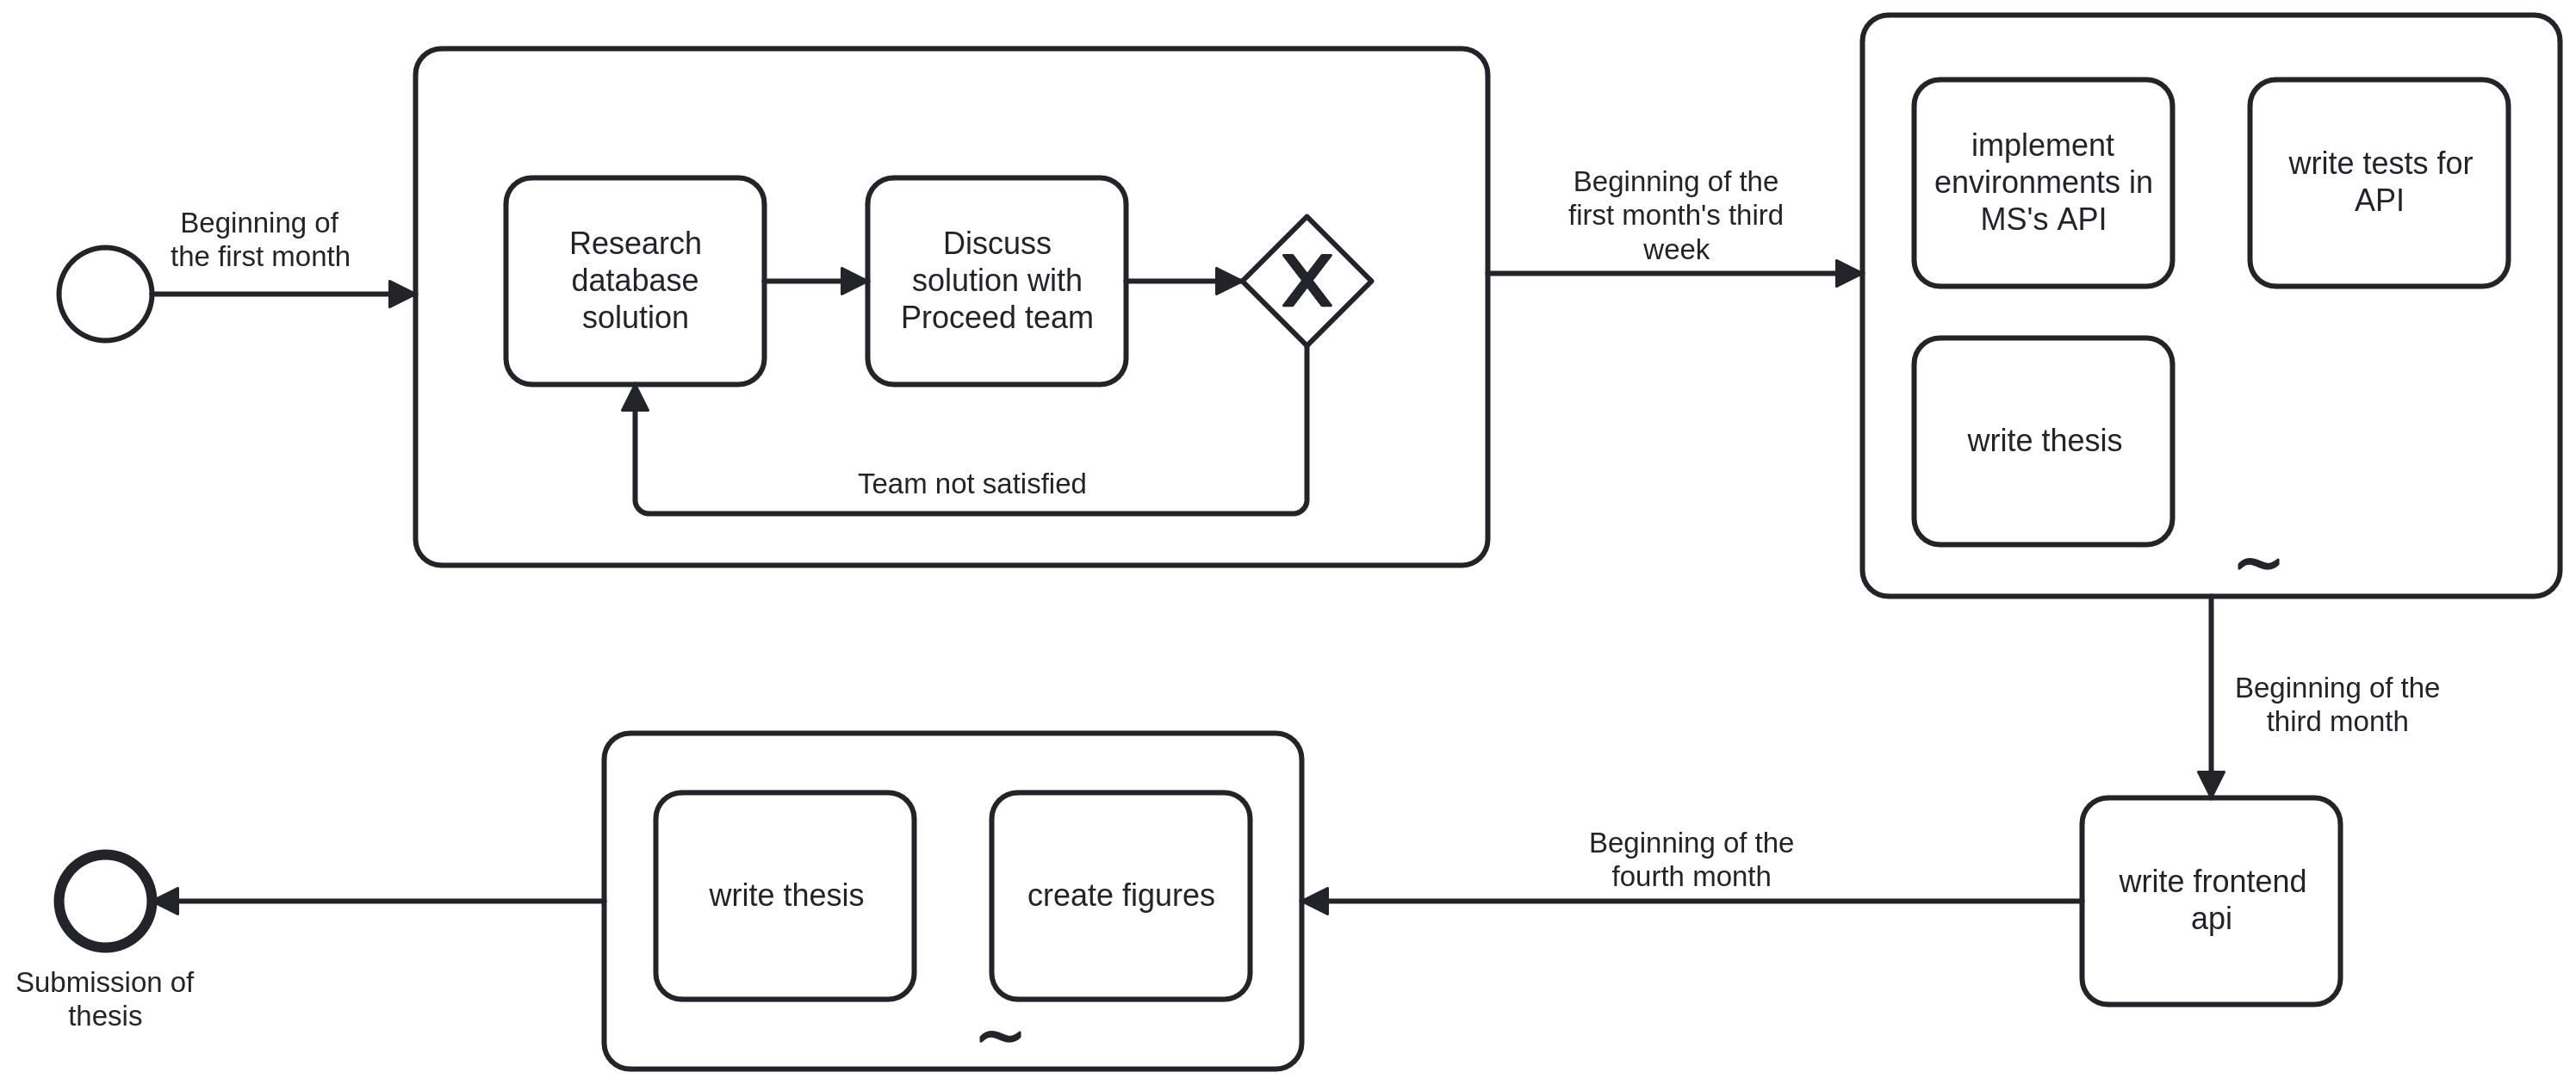 Beginning of
the first month
Research
database
solution
Discuss
solution with
Proceed team
X
Team not satisfied
Beginning of the
first month's third
week
implement
environments in
MS's API
write tests for
API
write thesis
~
Beginning of the
third month
write frontend
api
Beginning of the
fourth month
write thesis
create figures
~
Submission of
thesis